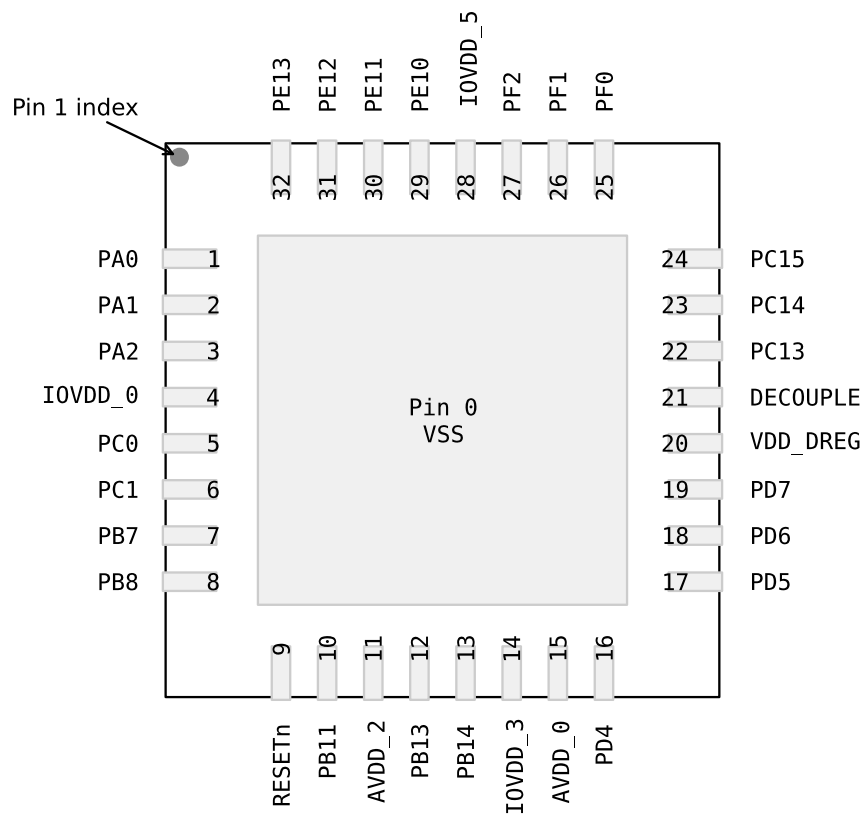 PE13 PE12 PE11 PE10 IOVDD_5 PF2 PF1 PF0
Pin 1 index
32 31 30 29 28 27 26 25
PA0 1 24 PC15
PA1 2 23 PC14
PA2 3 22 PC13
IOVDD_0 4 21 DECOUPLE
Pin 0
VSS
PC0 5 20 VDD_DREG
PC1 6 19 PD7
PB7 7 18 PD6
PB8 8 17 PD5
9 10 11 12 13 14 15 16
RESETn PB11 AVDD_2 PB13 PB14 IOVDD_3 AVDD_0 PD4